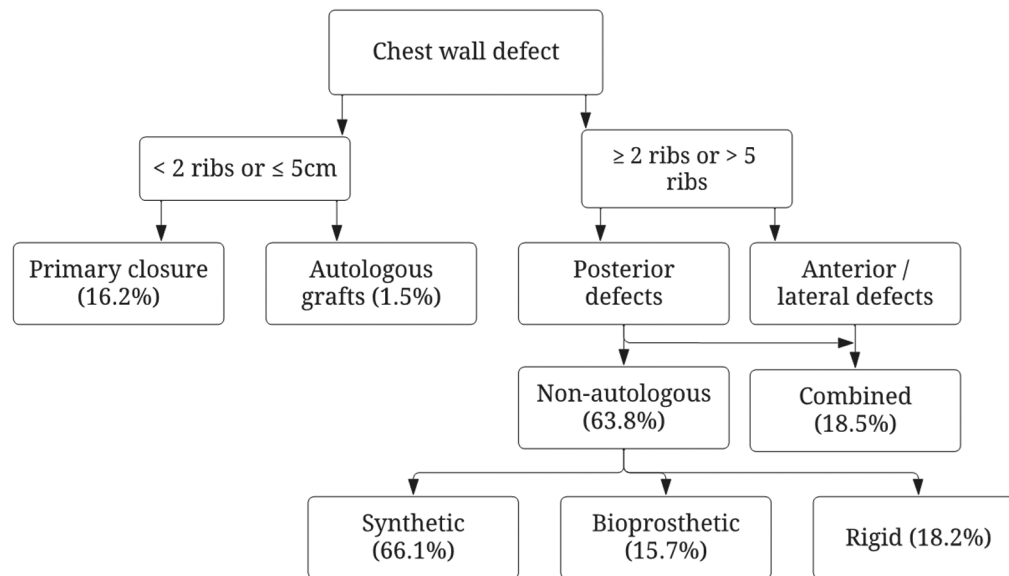 Chest wall defect
< 2 ribs or ≤ 5cm
≥ 2 ribs or > 5
ribs
Primary closure
(16.2%)
Autologous
grafts (1.5%)
Posterior
defects
Anterior /
lateral defects
Non-autologous
(63.8%)
Combined
(18.5%)
Synthetic
(66.1%)
Bioprosthetic
(15.7%)
Rigid (18.2%)